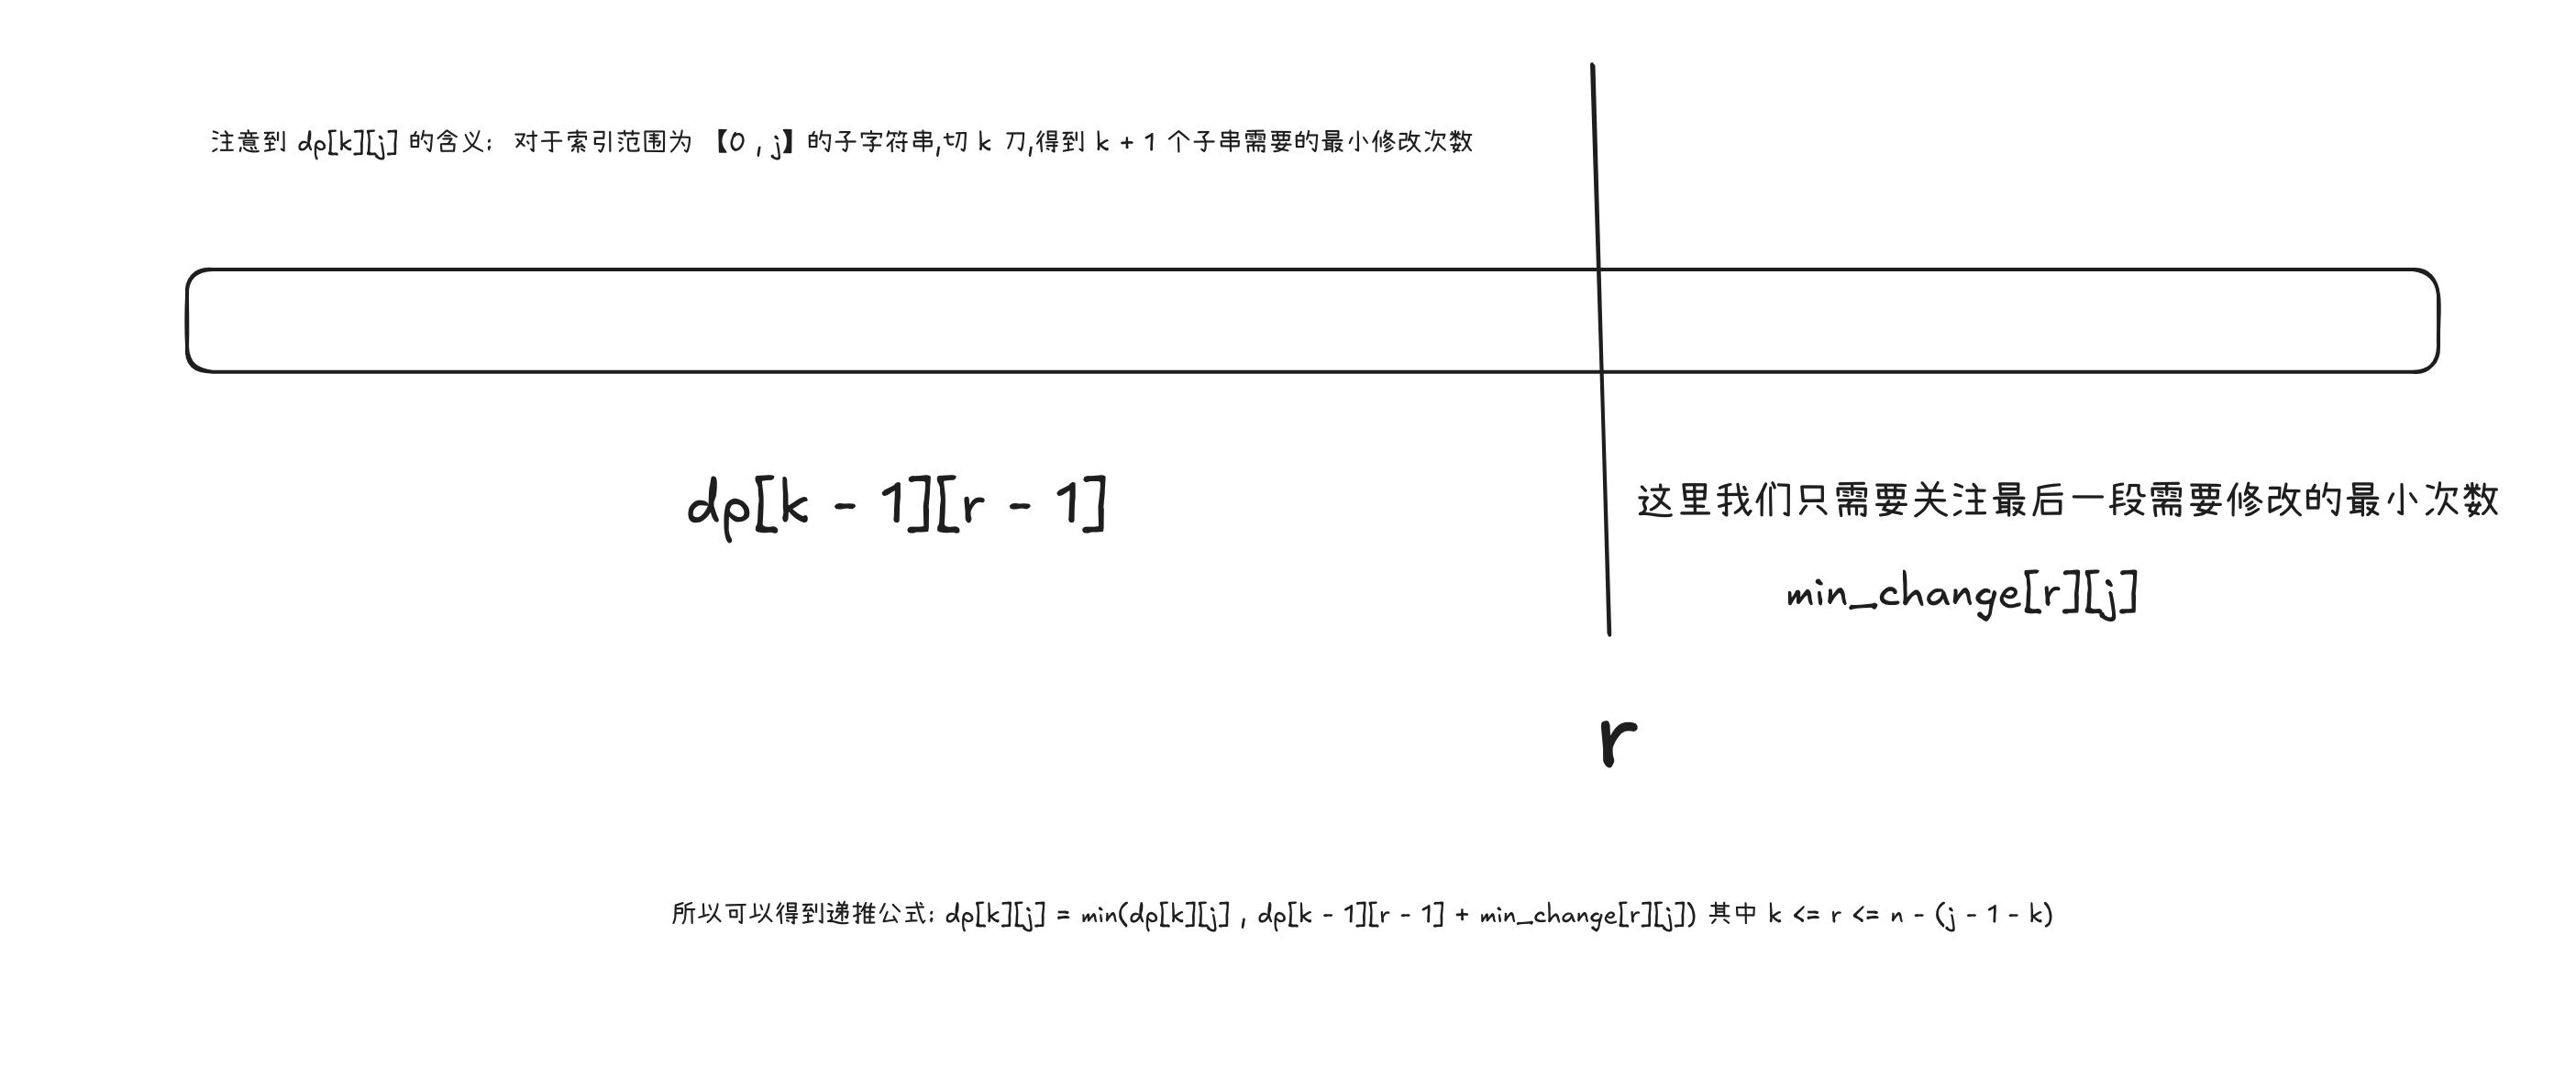 注意到 dp[k][j] 的含义： 对于索引范围为 【0 , j】的子字符串,切 k 刀,得到 k + 1 个子串需要的最小修改次数
dp[k - 1][r - 1]
这里我们只需要关注最后一段需要修改的最小次数
min_change[r][j]
r
所以可以得到递推公式: dp[k][j] = min(dp[k][j] , dp[k - 1][r - 1] + min_change[r][j]) 其中 k <= r <= n - (j - 1 - k)